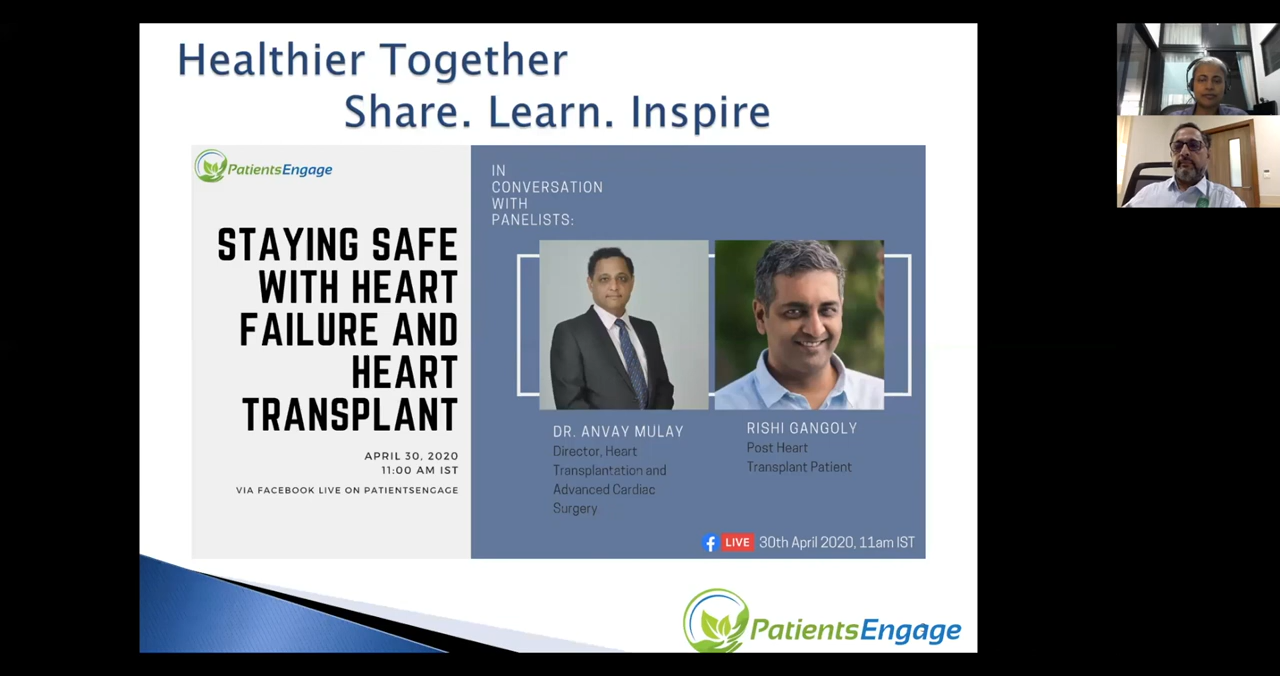 Healthier Together
Share. Learn. Inspire
PatientsEngage
STAYING SAFE
WITH HEART
FAILURE AND
HEART
TRANSPLANT
APRIL 30, 2020
11:00 AM IST
VIA FACEBOOK LIVE ON PATIENTSENGAGE
IN
CONVERSATION
WITH
PANELISTS:
DR. ANVAY MULAY
Director, Heart
Transplantation and
Advanced Cardiac
Surgery
RISHI GANGOLY
Post Heart
Transplant Patient
LIVE 30th April 2020, 11am IST
PatientsEngage